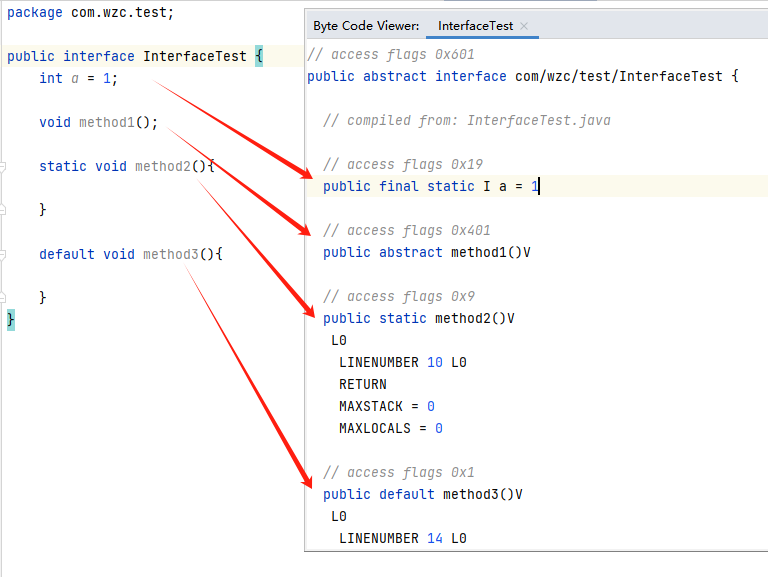 package com.wzc.test;
public interface InterfaceTest {
int a = 1;
void method1();
static void method2(){
}
default void method3(){
}
}
Byte Code Viewer: InterfaceTest ×
// access flags 0x601
public abstract interface com/wzc/test/InterfaceTest {
// compiled from: InterfaceTest.java
// access flags 0x19
public final static I a = 1
// access flags 0x401
public abstract method1()V
// access flags 0x9
public static method2()V
L0
LINENUMBER 10 L0
RETURN
MAXSTACK = 0
MAXLOCALS = 0
// access flags 0x1
public default method3()V
L0
LINENUMBER 14 L0